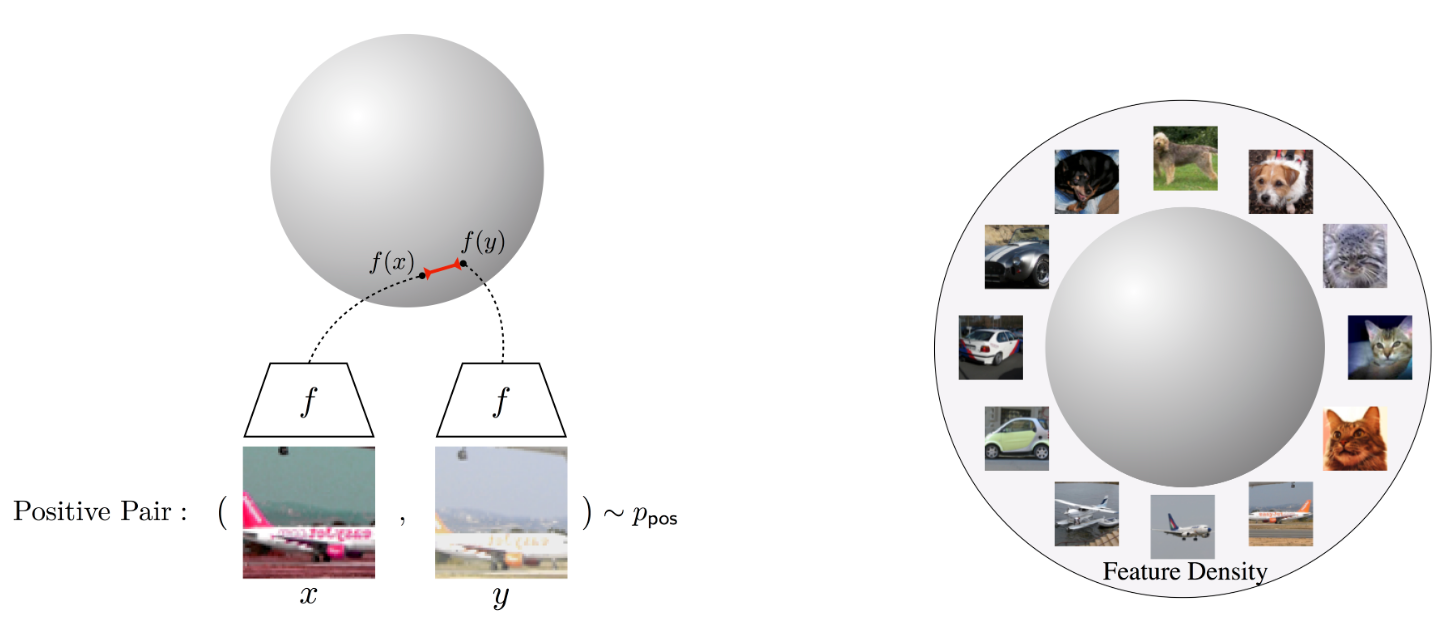 f(y)
f(x)
f
f
Positive Pair : ( , ) ∼ p_pos
x
y
Feature Density